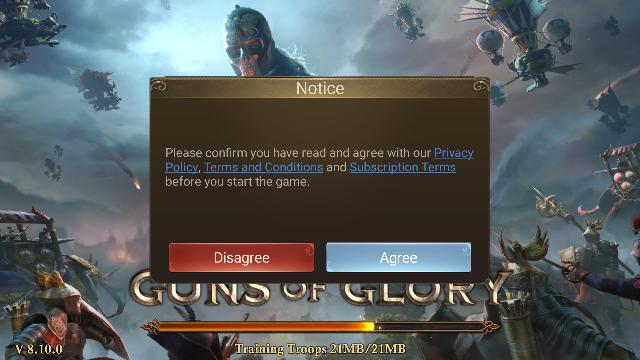 Notice
Please confirm you have read and agree with our Privacy
Policy, Terms and Conditions and Subscription Terms
before you start the game.
Disagree
Agree
GUNS OF GLORY
V 8.10.0
Training Troops 21MB/21MB